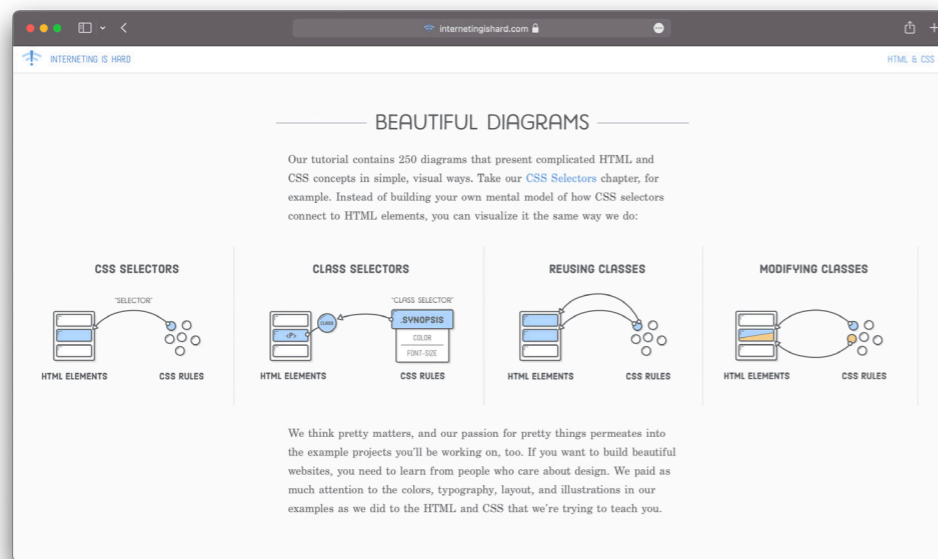 internetingishard.com
INTERNETING IS HARD
HTML & CSS
BEAUTIFUL DIAGRAMS
Our tutorial contains 250 diagrams that present complicated HTML and
CSS concepts in simple, visual ways. Take our CSS Selectors chapter, for
example. Instead of building your own mental model of how CSS selectors
connect to HTML elements, you can visualize it the same way we do:
CSS SELECTORS
"SELECTOR"
HTML ELEMENTS
CSS RULES
CLASS SELECTORS
"CLASS SELECTOR"
<P>
CLASS
.SYNOPSIS
COLOR
FONT-SIZE
HTML ELEMENTS
CSS RULES
REUSING CLASSES
HTML ELEMENTS
CSS RULES
MODIFYING CLASSES
HTML ELEMENTS
CSS RULES
We think pretty matters, and our passion for pretty things permeates into
the example projects you'll be working on, too. If you want to build beautiful
websites, you need to learn from people who care about design. We paid as
much attention to the colors, typography, layout, and illustrations in our
examples as we did to the HTML and CSS that we're trying to teach you.